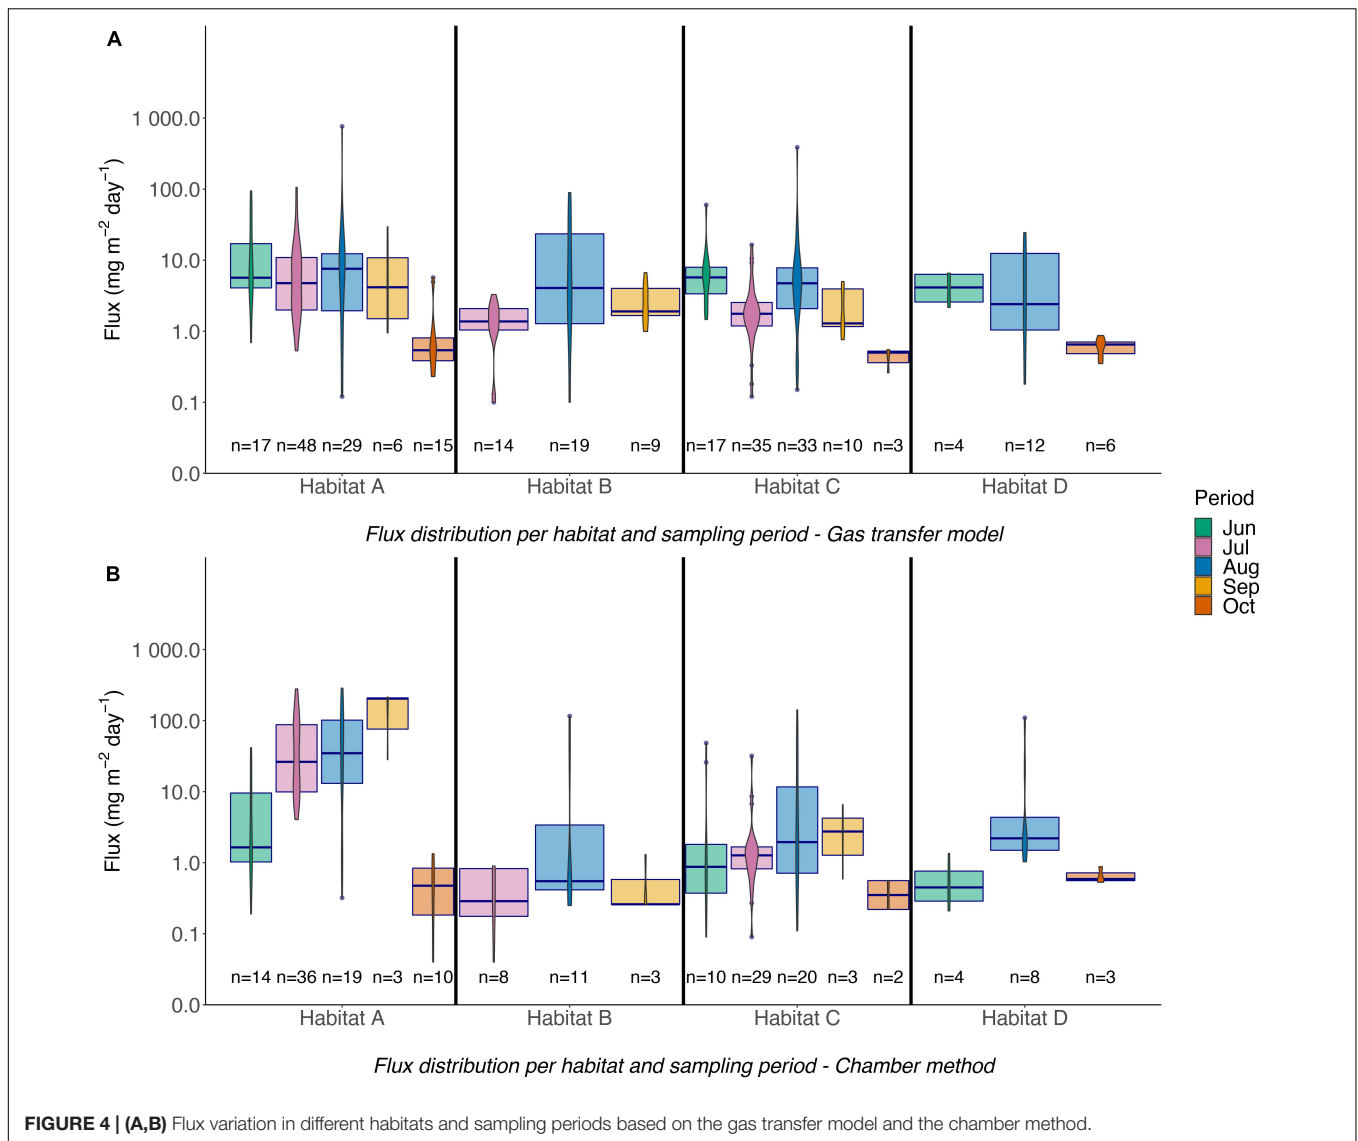 A
Flux (mg m⁻² day⁻¹)
1 000.0
100.0
10.0
1.0
0.1
0.0
n=17 n=48 n=29 n=6 n=15 n=14 n=19 n=9 n=17 n=35 n=33 n=10 n=3 n=4 n=12 n=6
Habitat A Habitat B Habitat C Habitat D
Flux distribution per habitat and sampling period - Gas transfer model
Period
Jun
Jul
Aug
Sep
Oct
B
Flux (mg m⁻² day⁻¹)
1 000.0
100.0
10.0
1.0
0.1
0.0
n=14 n=36 n=19 n=3 n=10 n=8 n=11 n=3 n=10 n=29 n=20 n=3 n=2 n=4 n=8 n=3
Habitat A Habitat B Habitat C Habitat D
Flux distribution per habitat and sampling period - Chamber method
FIGURE 4 | (A,B) Flux variation in different habitats and sampling periods based on the gas transfer model and the chamber method.